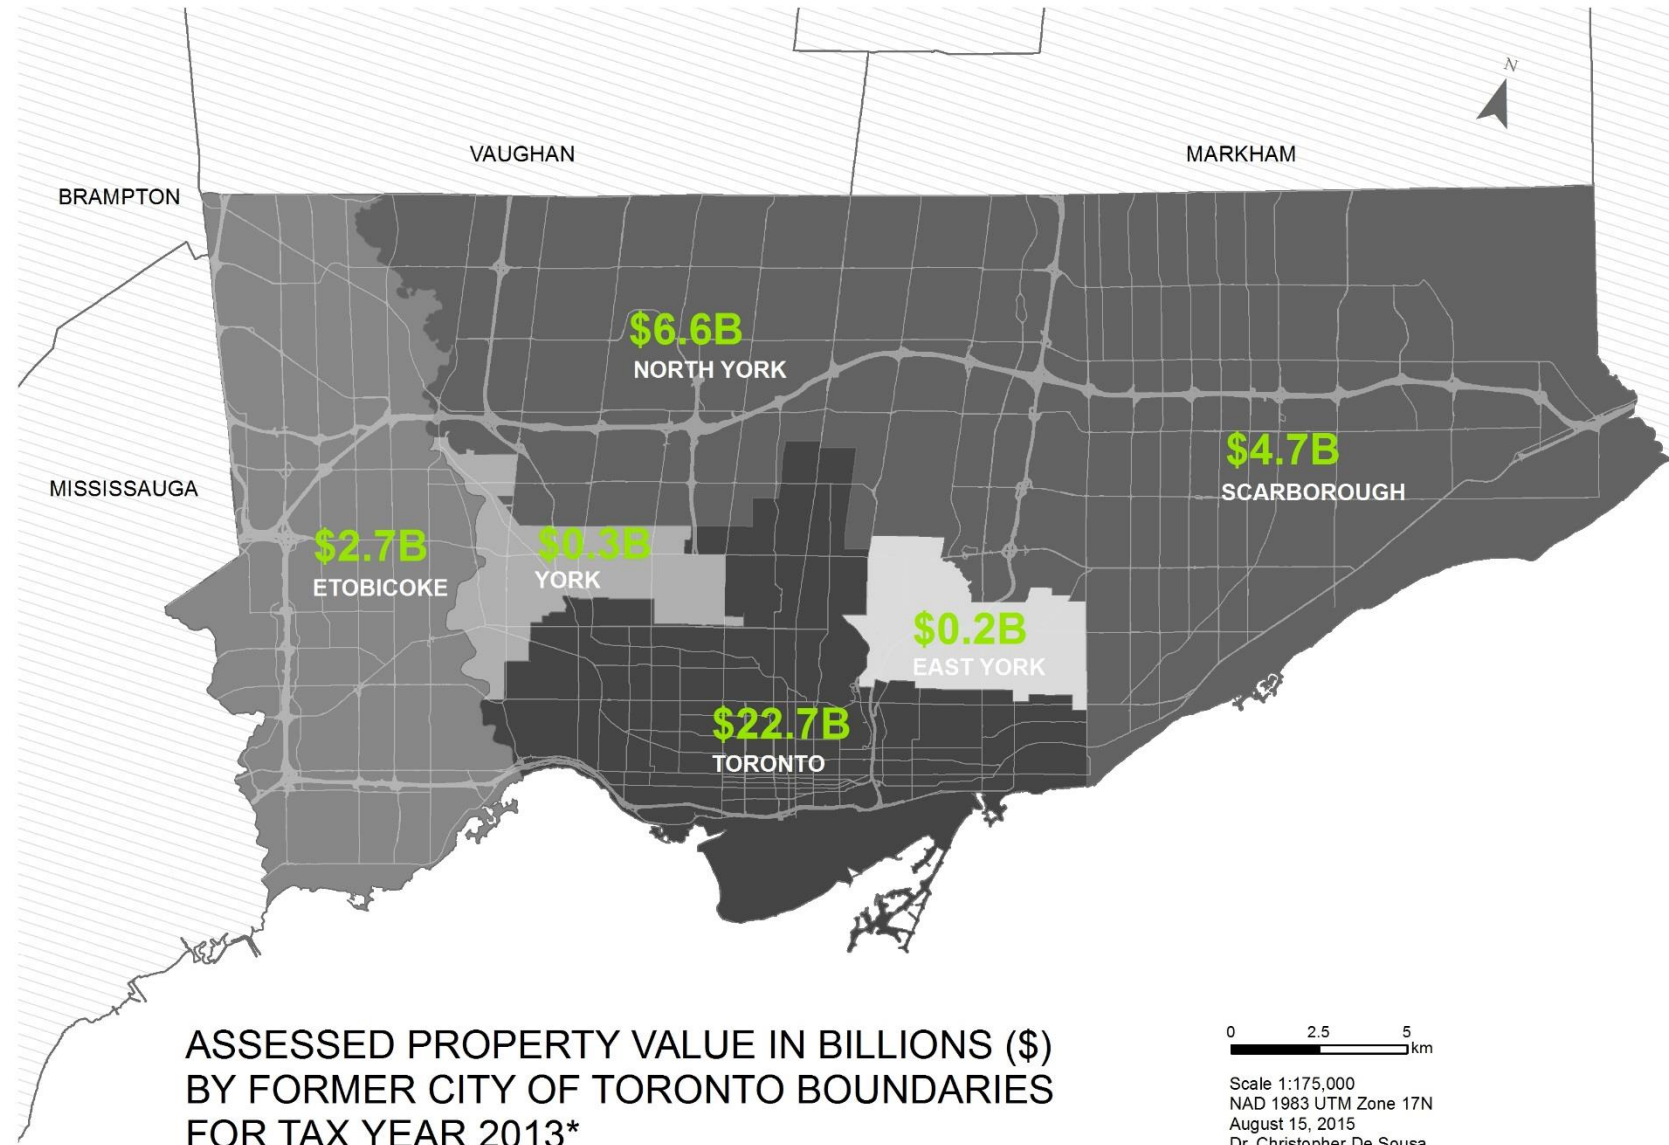 N
VAUGHAN
MARKHAM
BRAMPTON
$6.6B
NORTH YORK
$4.7B
SCARBOROUGH
MISSISSAUGA
$2.7B
ETOBICOKE
$0.3B
YORK
$0.2B
EAST YORK
$22.7B
TORONTO
ASSESSED PROPERTY VALUE IN BILLIONS ($)
BY FORMER CITY OF TORONTO BOUNDARIES
FOR TAX YEAR 2013*
0 2.5 5
km
Scale 1:175,000
NAD 1983 UTM Zone 17N
August 15, 2015
Dr. Christopher De Sousa